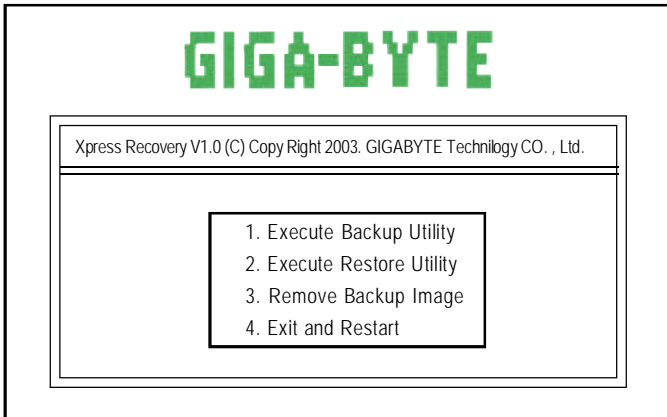 GIGA-BYTE
Xpress Recovery V1.0 (C) Copy Right 2003. GIGABYTE Technilogy CO. , Ltd.
1. Execute Backup Utility
2. Execute Restore Utility
3. Remove Backup Image
4. Exit and Restart